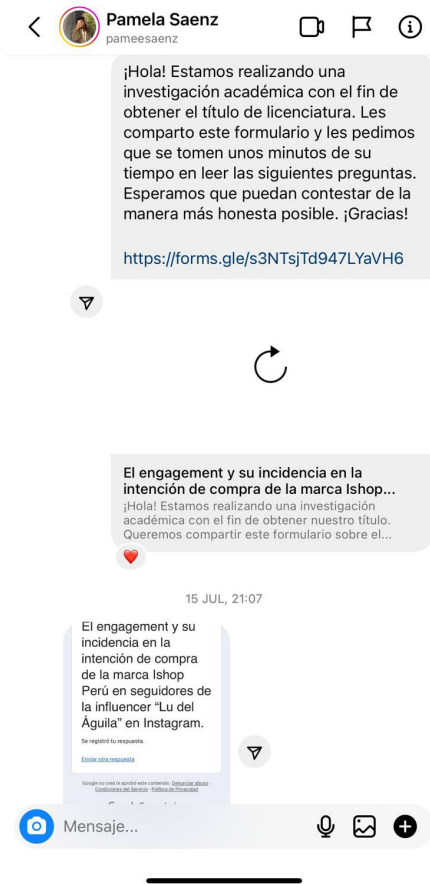 Pamela Saenz
pameesaenz
¡Hola! Estamos realizando una
investigación académica con el fin de
obtener el título de licenciatura. Les
comparto este formulario y les pedimos
que se tomen unos minutos de su
tiempo en leer las siguientes preguntas.
Esperamos que puedan contestar de la
manera más honesta posible. ¡Gracias!
https://forms.gle/s3NTsjTd947LYaVH6
El engagement y su incidencia en la
intención de compra de la marca Ishop...
¡Hola! Estamos realizando una investigación
académica con el fin de obtener nuestro título.
Queremos compartir este formulario sobre el...
15 JUL, 21:07
El engagement y su
incidencia en la
intención de compra
de la marca Ishop
Perú en seguidores de
la influencer “Lu del
Águila” en Instagram.
Se registró tu respuesta.
Enviar otra respuesta
Google no creó ni aprobó este contenido. Denunciar abuso -
Condiciones del Servicio - Política de Privacidad
Mensaje...